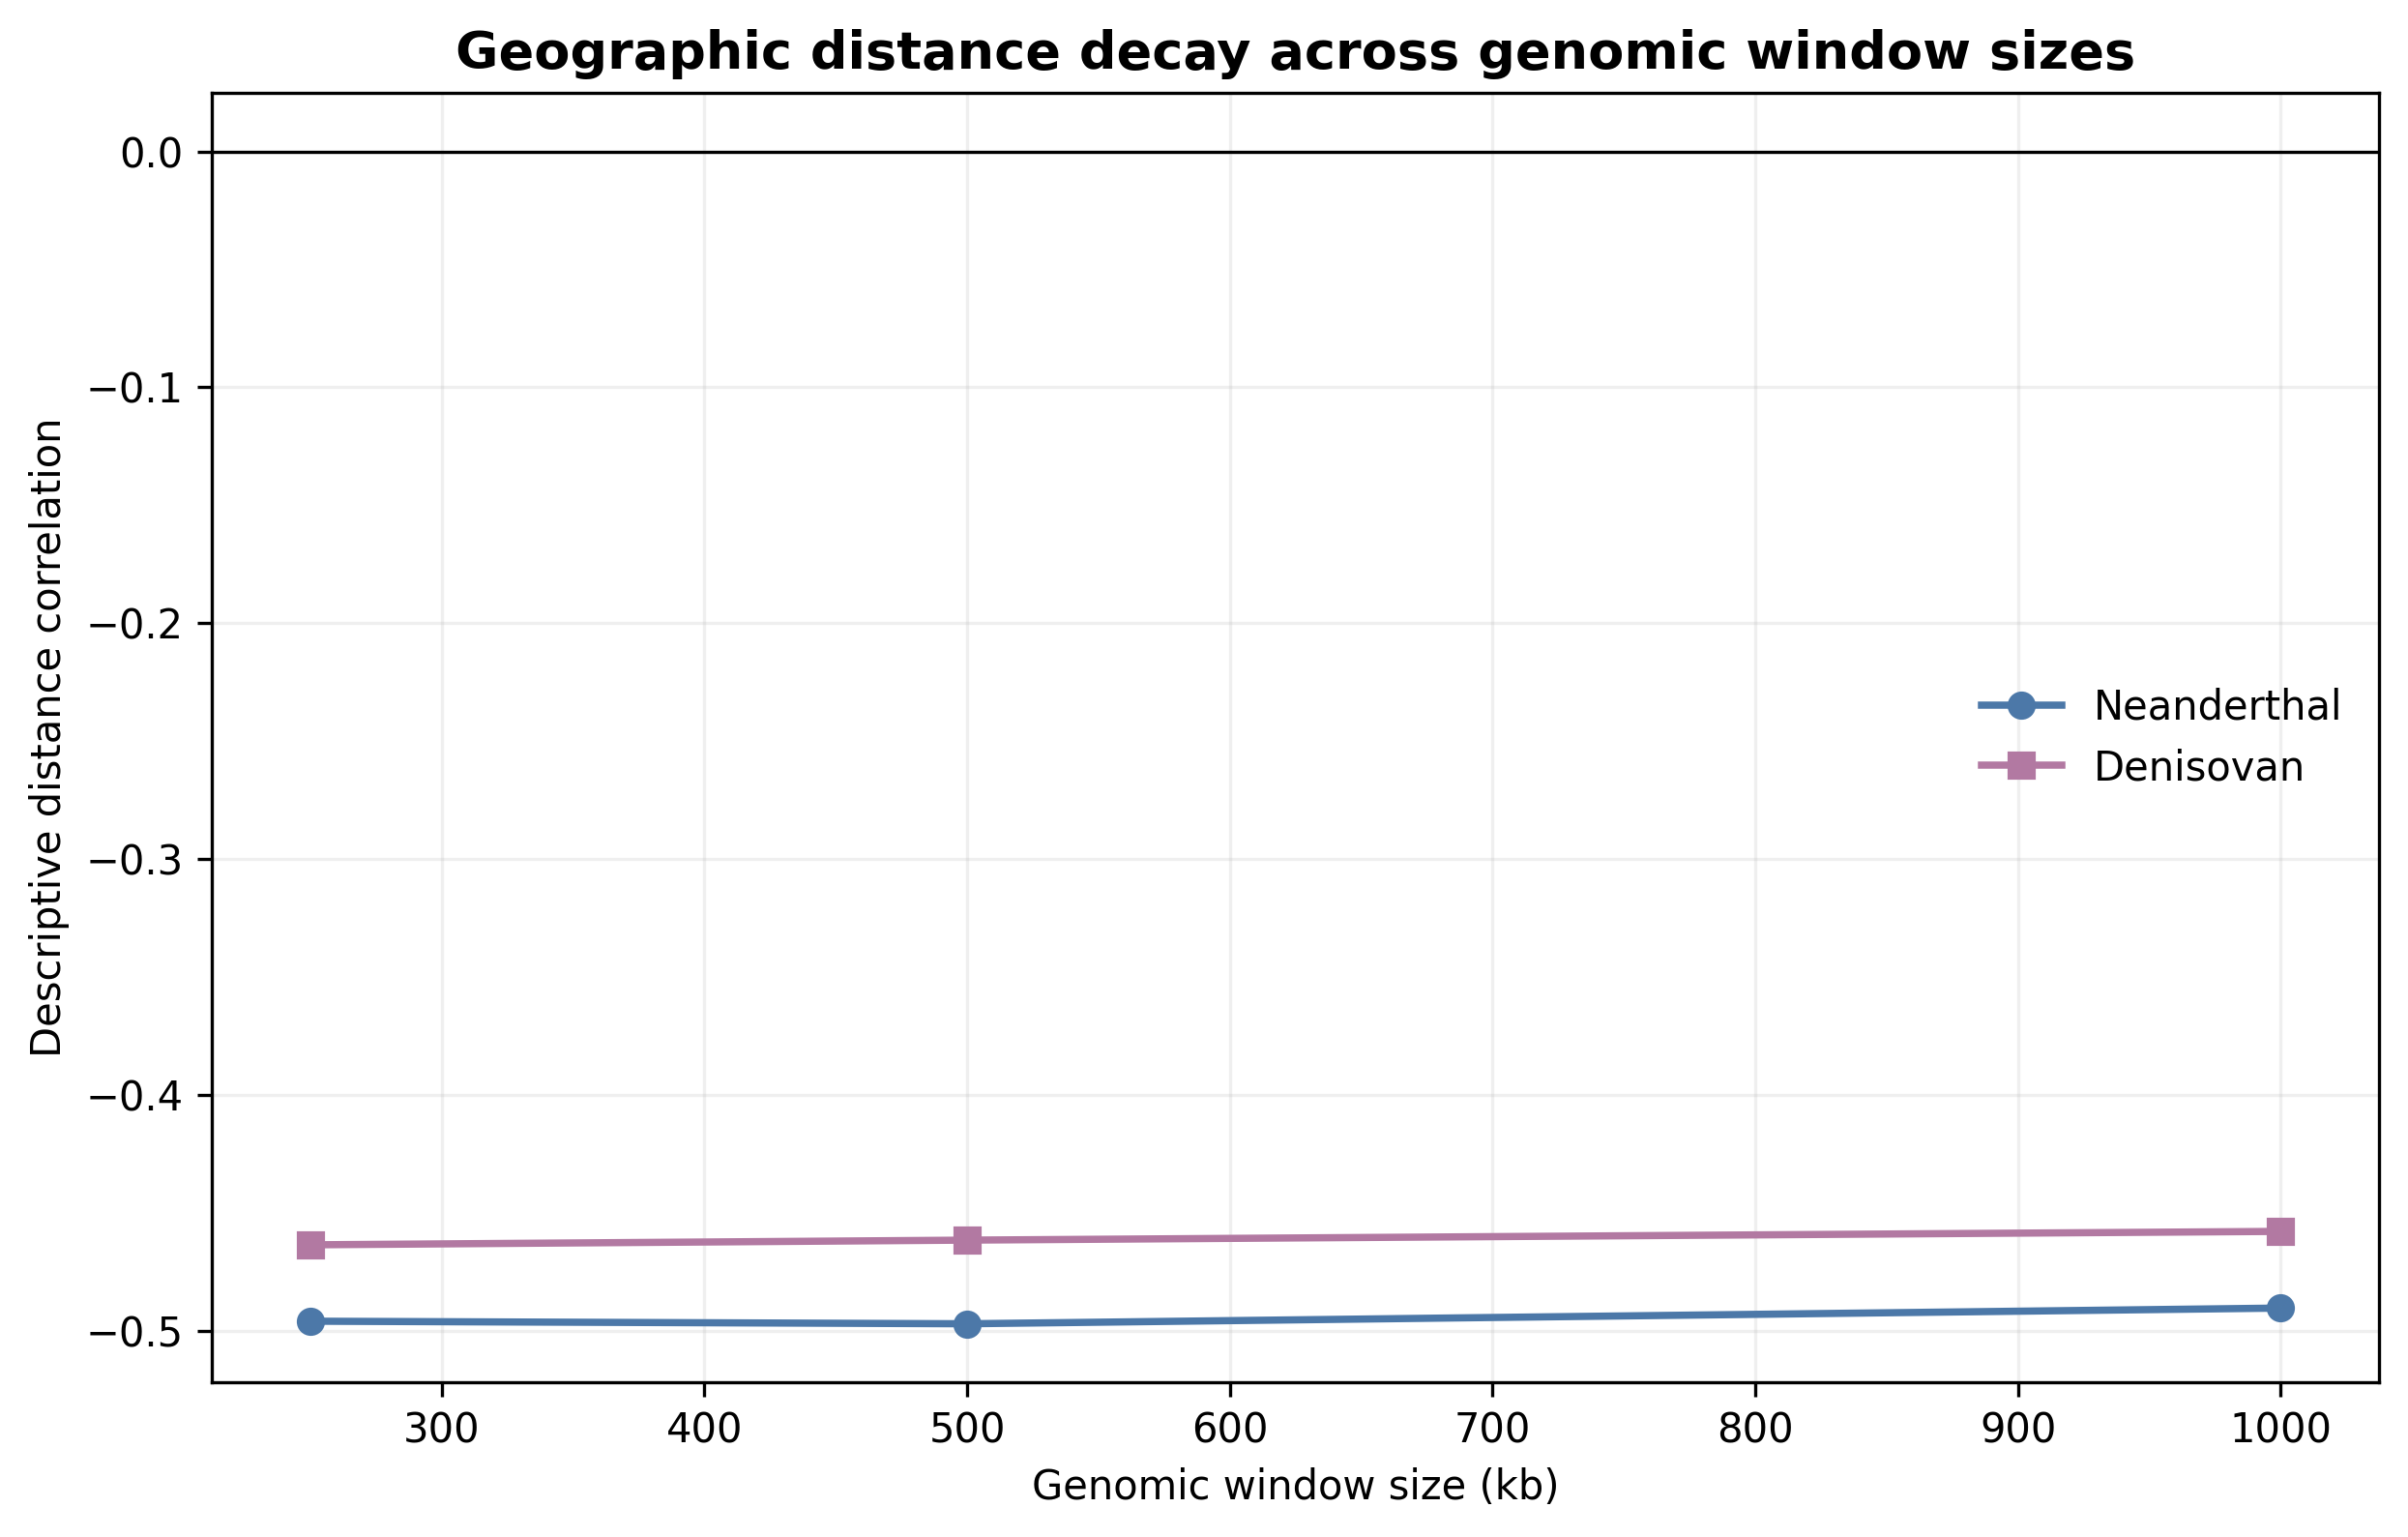 Geographic distance decay across genomic window sizes
0.0
−0.1
−0.2
−0.3
−0.4
−0.5
Descriptive distance correlation
Neanderthal
Denisovan
300 400 500 600 700 800 900 1000
Genomic window size (kb)